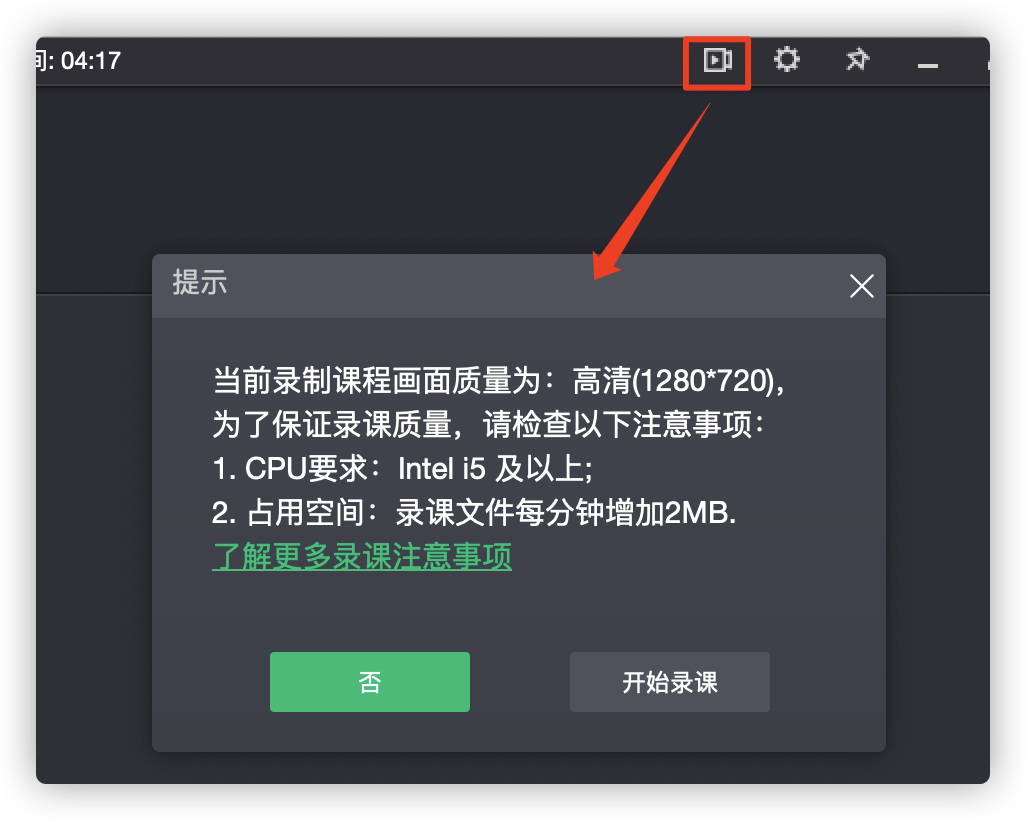 间: 04:17
提示
当前录制课程画面质量为：高清(1280*720),
为了保证录课质量，请检查以下注意事项：
1. CPU要求：Intel i5 及以上;
2. 占用空间：录课文件每分钟增加2MB.
了解更多录课注意事项
否
开始录课